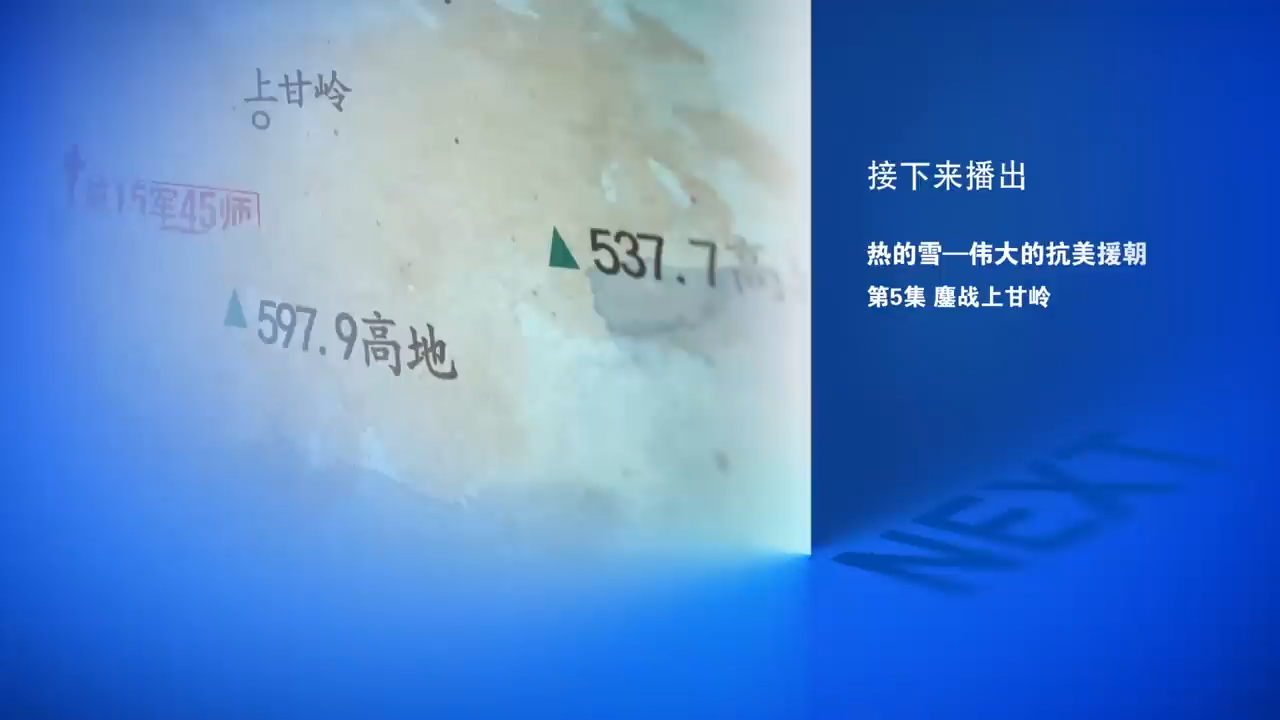 上甘岭
第15军45师
537.7高
597.9高地
接下来播出
热的雪—伟大的抗美援朝
第5集 鏖战上甘岭
NEXT